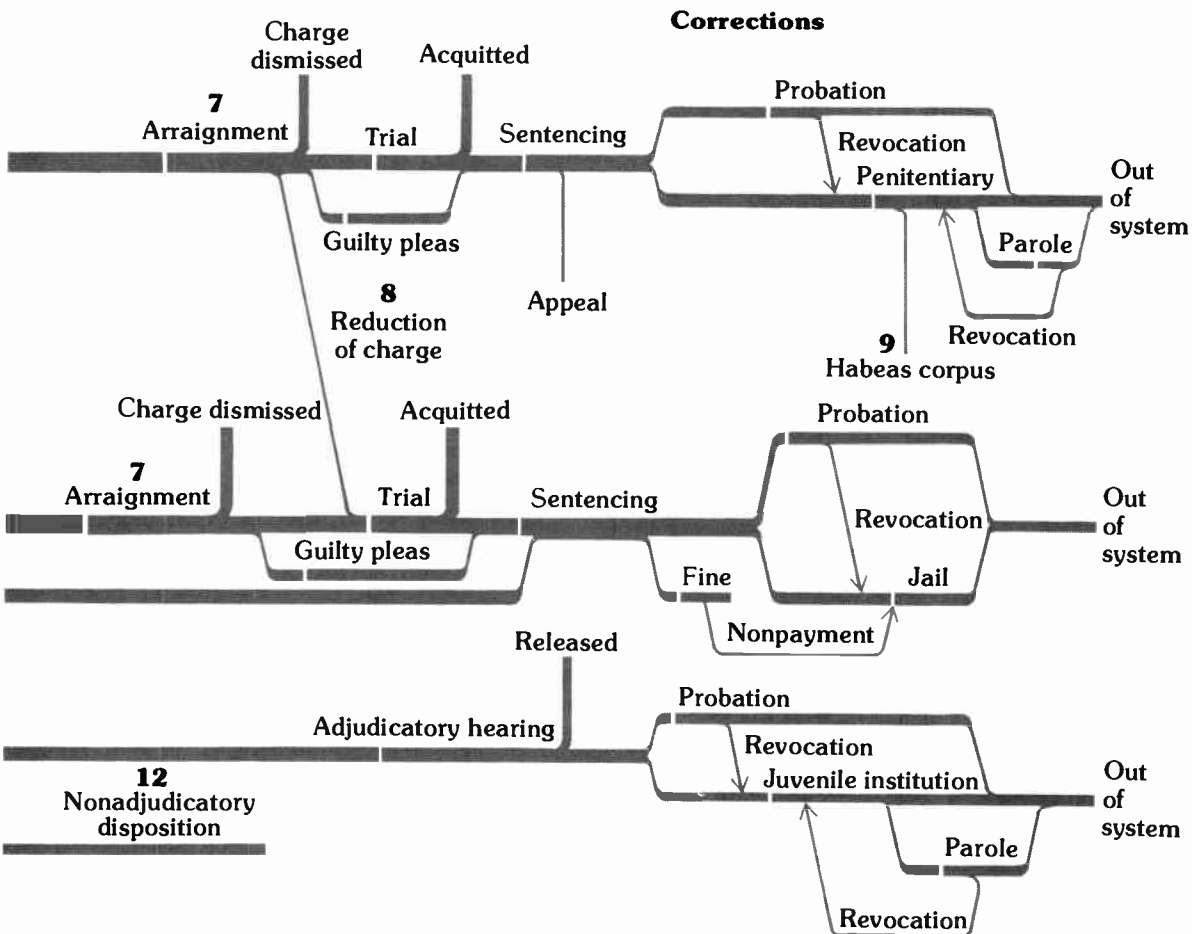 Corrections
Charge
dismissed
Acquitted
7
Arraignment
Trial
Sentencing
Probation
Revocation
Penitentiary
Out
of
system
Guilty pleas
Parole
Appeal
8
Reduction
of charge
Revocation
9
Habeas corpus
Charge dismissed
Acquitted
Probation
7
Arraignment
Trial
Sentencing
Revocation
Out
of
system
Guilty pleas
Fine
Jail
Nonpayment
Released
Probation
Adjudicatory hearing
Revocation
Juvenile institution
Out
of
system
12
Nonadjudicatory
disposition
Parole
Revocation